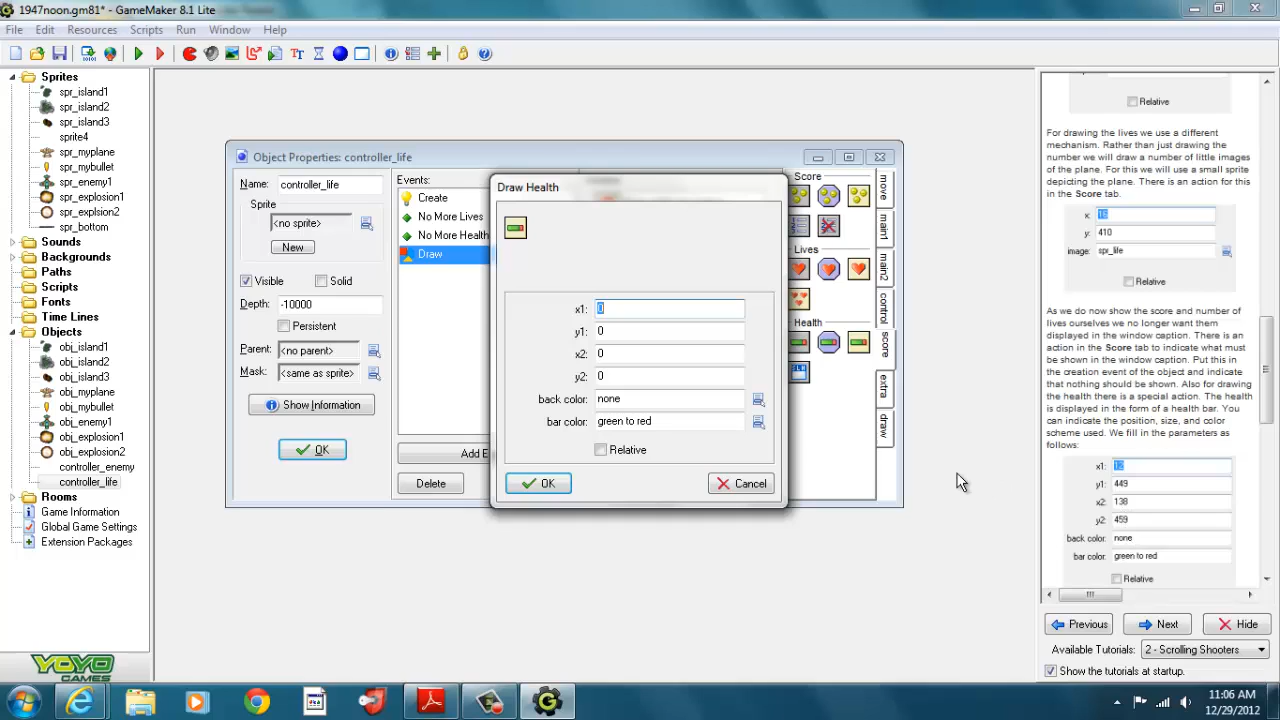 1947noon.gm81* - GameMaker 8.1 Lite
File Edit Resources Scripts Run Window Help
Sprites
spr_island1
spr_island2
spr_island3
sprite4
spr_myplane
spr_mybullet
spr_enemy1
spr_explosion1
spr_explsion2
spr_bottom
Sounds
Backgrounds
Paths
Scripts
Fonts
Time Lines
Objects
obj_island1
obj_island2
obj_island3
obj_myplane
obj_mybullet
obj_enemy1
obj_explosion1
obj_explosion2
controller_enemy
controller_life
Rooms
Game Information
Global Game Settings
Extension Packages
YOYO
GAMES
Object Properties: controller_life
Name: controller_life
Sprite
<no sprite>
New
Visible Solid
Depth: -10000
Persistent
Parent: <no parent>
Mask: <same as sprite>
Show Information
OK
Events:
Create
No More Lives
No More Health
Draw
Add E
Delete
Draw Health
x1: 0
y1: 0
x2: 0
y2: 0
back color: none
bar color: green to red
Relative
OK Cancel
Score
Lives
Health
move
main1
main2
control
score
extra
draw
Relative
For drawing the lives we use a different
mechanism. Rather than just drawing the
number we will draw a number of little images
of the plane. For this we will use a small sprite
depicting the plane. There is an action for this
in the Score tab.
x: 16
y: 410
image: spr_life
Relative
As we do now show the score and number of
lives ourselves we no longer want them
displayed in the window caption. There is an
action in the Score tab to indicate what must
be shown in the window caption. Put this in
the creation event of the object and indicate
that nothing should be shown. Also for drawing
the health there is a special action. The health
is displayed in the form of a health bar. You
can indicate the position, size, and color
scheme used. We fill in the parameters as
follows:
x1: 12
y1: 449
x2: 138
y2: 459
back color: none
bar color: green to red
Relative
Previous Next Hide
Available Tutorials: 2 - Scrolling Shooters
Show the tutorials at startup.
11:06 AM
12/29/2012